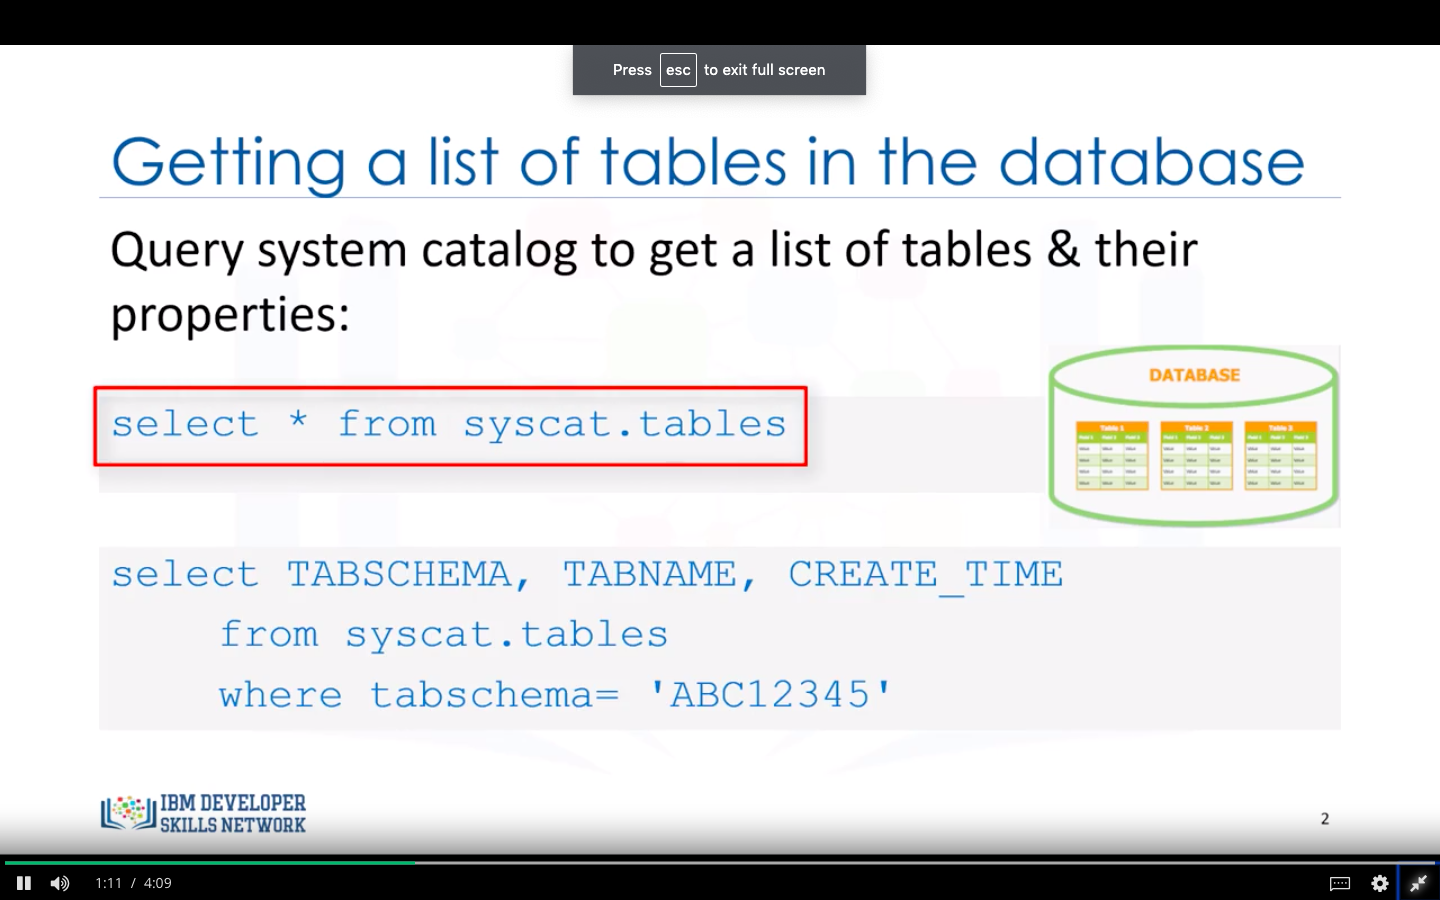 Press esc to exit full screen
Getting a list of tables in the database
Query system catalog to get a list of tables & their
properties:
select * from syscat.tables
DATABASE
Table 1 Table 2 Table 3
select TABSCHEMA, TABNAME, CREATE_TIME
from syscat.tables
where tabschema= 'ABC12345'
IBM DEVELOPER
SKILLS NETWORK
2
1:11 / 4:09